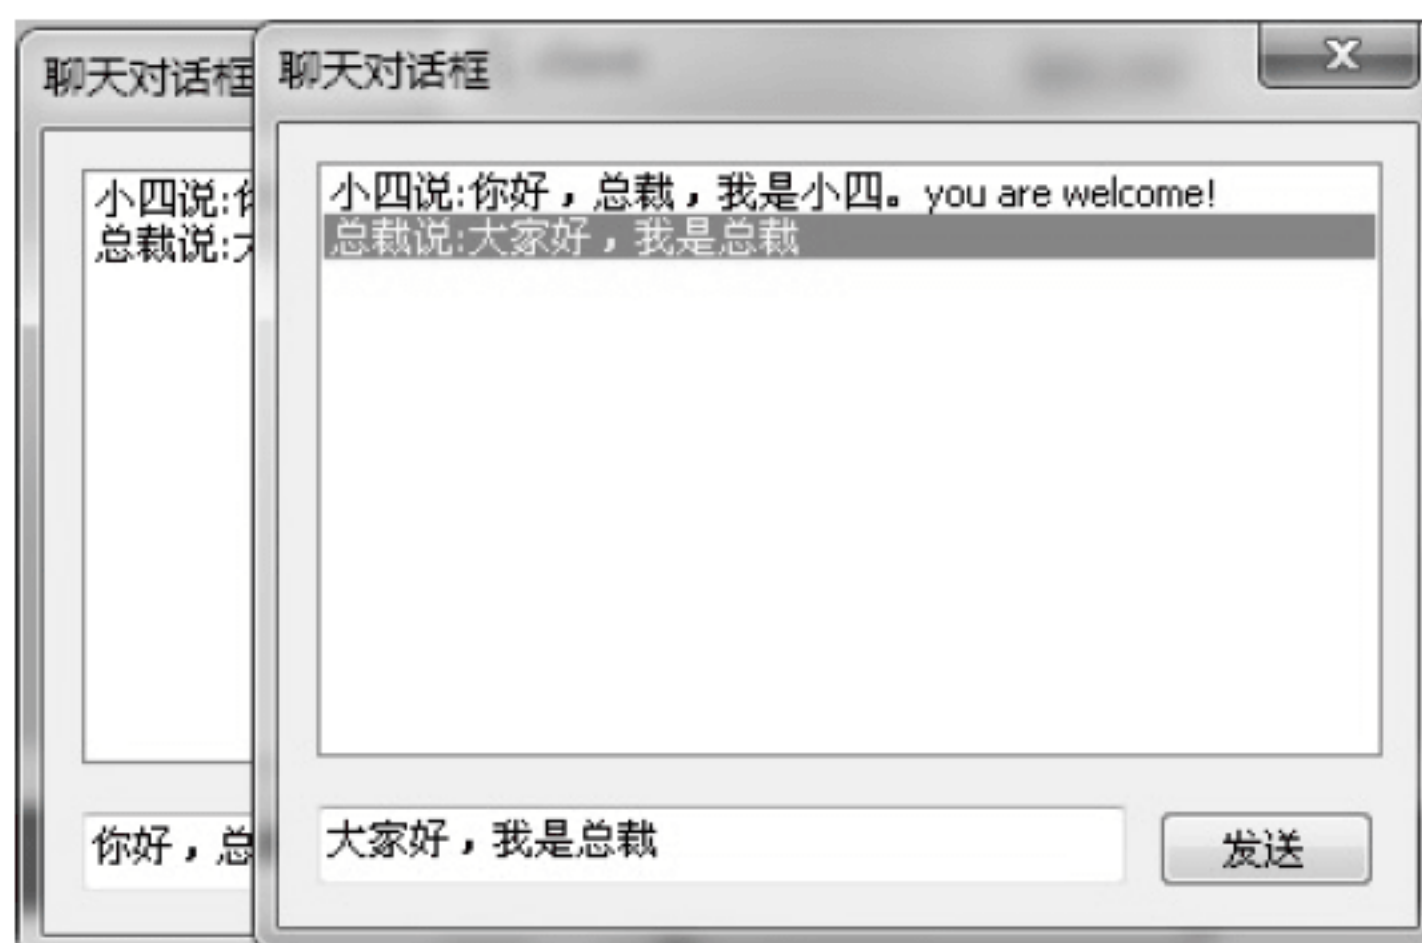 聊天对话框
小四说:
总裁说:
你好，总
聊天对话框
小四说:你好，总裁，我是小四。you are welcome!
总裁说:大家好，我是总裁
大家好，我是总裁
发送